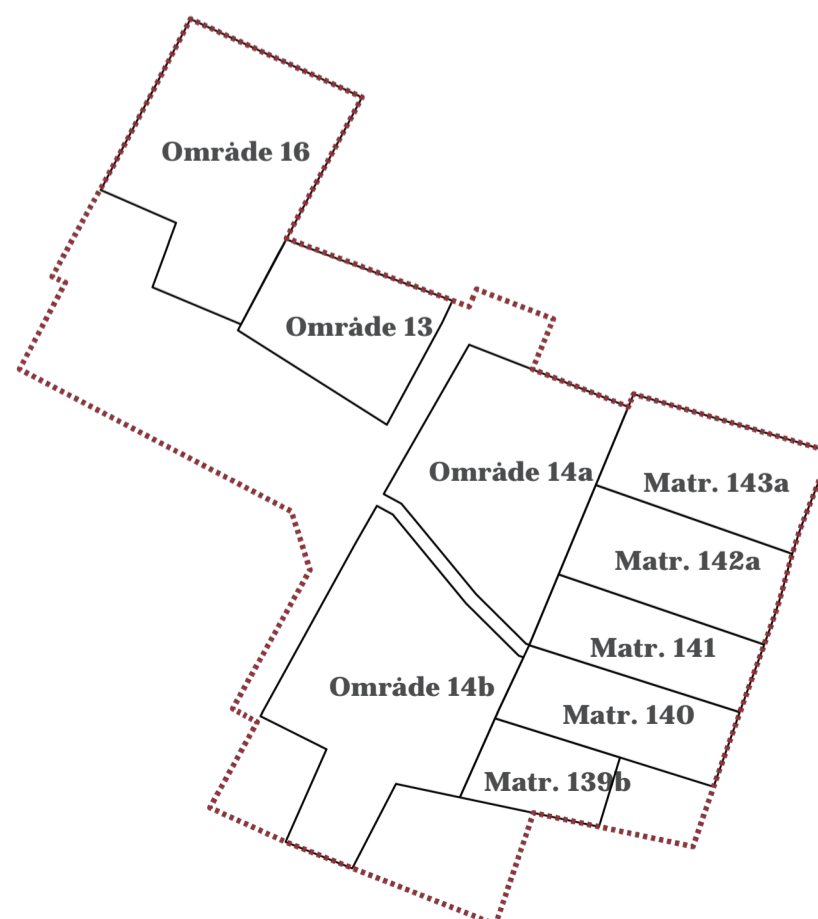 Område 16
Område 13
Område 14a
Matr. 143a
Matr. 142a
Matr. 141
Område 14b
Matr. 140
Matr. 139b